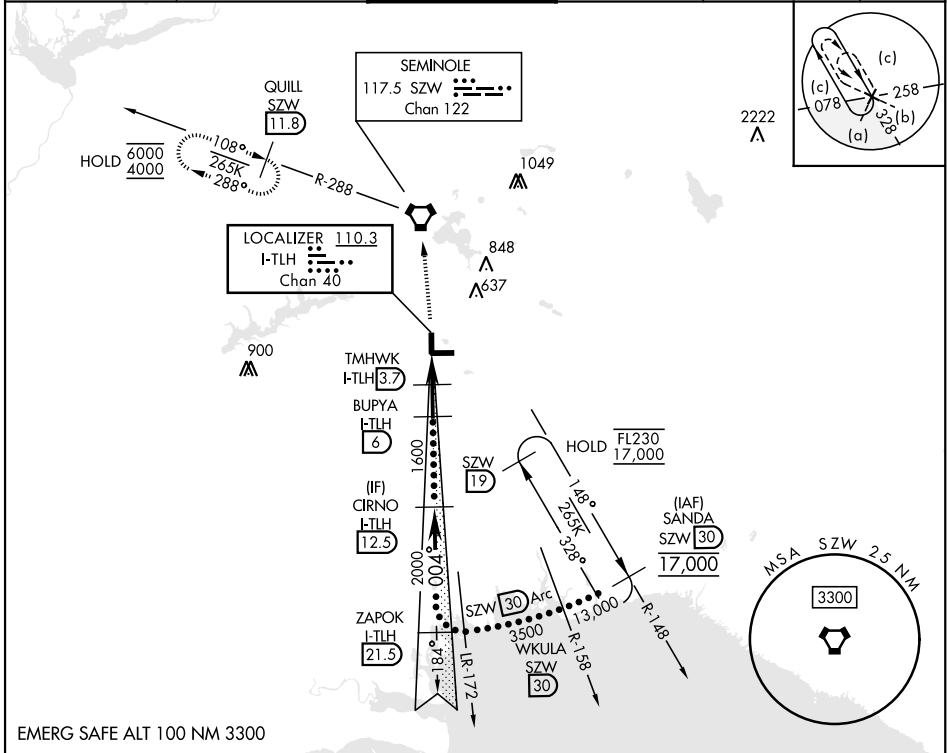 SEMINOLE
117.5 SZW
Chan 122
QUILL
SZW
11.8
HOLD 6000
4000
108°
265K
288°
R-288
1049
2222
(c)
(c)
258
078
(b)
(a)
328
LOCALIZER 110.3
I-TLH
Chan 40
848
637
900
TMHWK
I-TLH 3.7
BUPYA
I-TLH
6
1600
(IF)
CIRNO
I-TLH
12.5
2000
004°
ZAPOK
I-TLH
21.5
184°
SZW
19
HOLD FL230
17,000
148°
265K
328°
(IAF)
SANDA
SZW 30
17,000
SZW 30 Arc
13,000
3500
WKULA
SZW
30
LR-172
R-158
R-148
MSA SZW 25 NM
3300
EMERG SAFE ALT 100 NM 3300